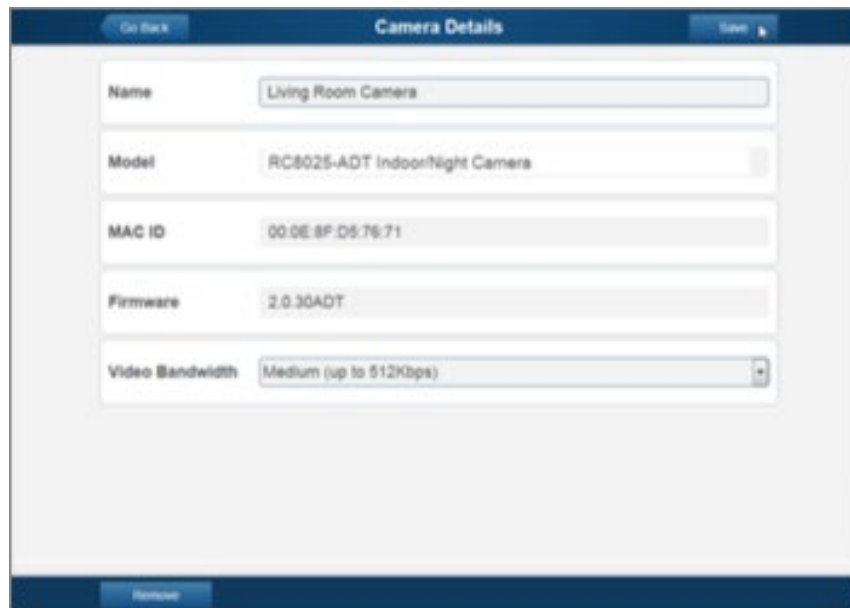 Go Back
Camera Details
Save
Name
Living Room Camera
Model
RC8025-ADT Indoor/Night Camera
MAC ID
00:0E:8F:D5:76:71
Firmware
2.0.30ADT
Video Bandwidth
Medium (up to 512Kbps)
Remove